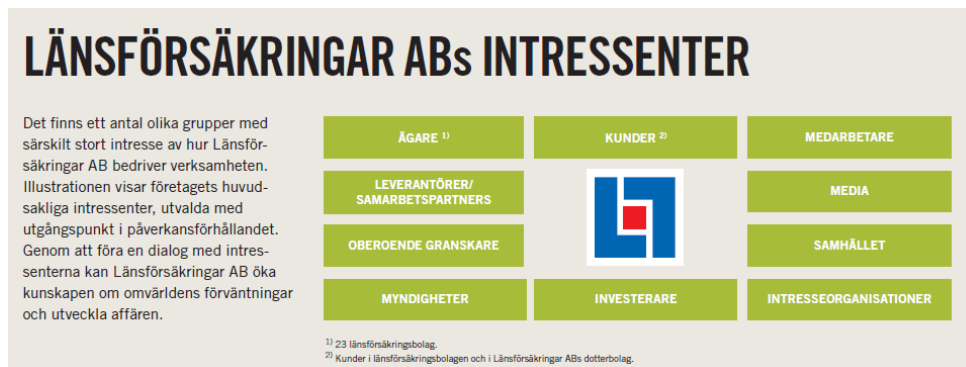 LÄNSFÖRSÄKRINGAR ABs INTRESSENTER
Det finns ett antal olika grupper med
särskilt stort intresse av hur Länsför-
säkringar AB bedriver verksamheten.
Illustrationen visar företagets huvud-
sakliga intressenter, utvalda med
utgångspunkt i påverkansförhållandet.
Genom att föra en dialog med intres-
senterna kan Länsförsäkringar AB öka
kunskapen om omvärldens förväntningar
och utveckla affären.
ÄGARE 1)
KUNDER 2)
MEDARBETARE
LEVERANTÖRER/
SAMARBETSPARTNERS
MEDIA
OBEROENDE GRANSKARE
SAMHÄLLET
MYNDIGHETER
INVESTERARE
INTRESSEORGANISATIONER
1) 23 länsförsäkringsbolag.
2) Kunder i länsförsäkringsbolagen och i Länsförsäkringar ABs dotterbolag.